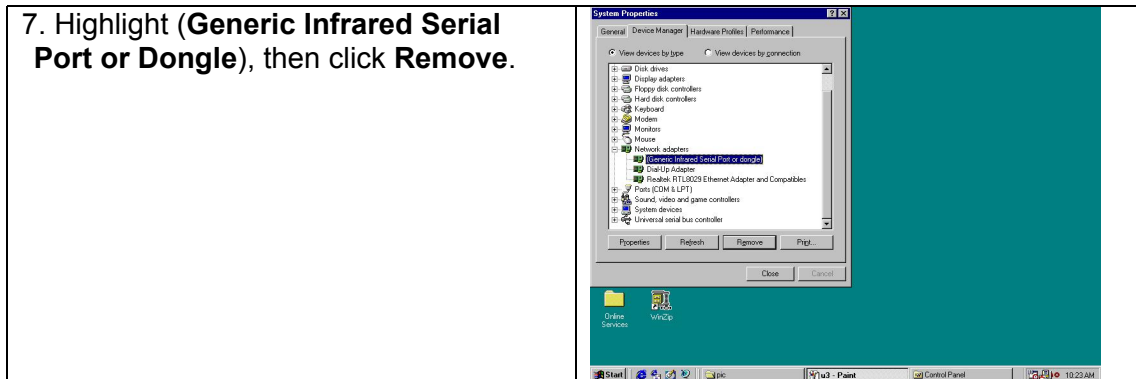 7. Highlight (Generic Infrared Serial
Port or Dongle), then click Remove.
System Properties
General Device Manager Hardware Profiles Performance
View devices by type View devices by connection
Disk drives
Display adapters
Floppy disk controllers
Hard disk controllers
Keyboard
Modem
Monitors
Mouse
Network adapters
(Generic Infrared Serial Port or dongle)
Dial-Up Adapter
Realtek RTL8029 Ethernet Adapter and Compatibles
Ports (COM & LPT)
Sound, video and game controllers
System devices
Universal serial bus controller
Properties Refresh Remove Print...
Close Cancel
Online
Services
WinZip
Start pic u3 - Paint Control Panel 10:23 AM